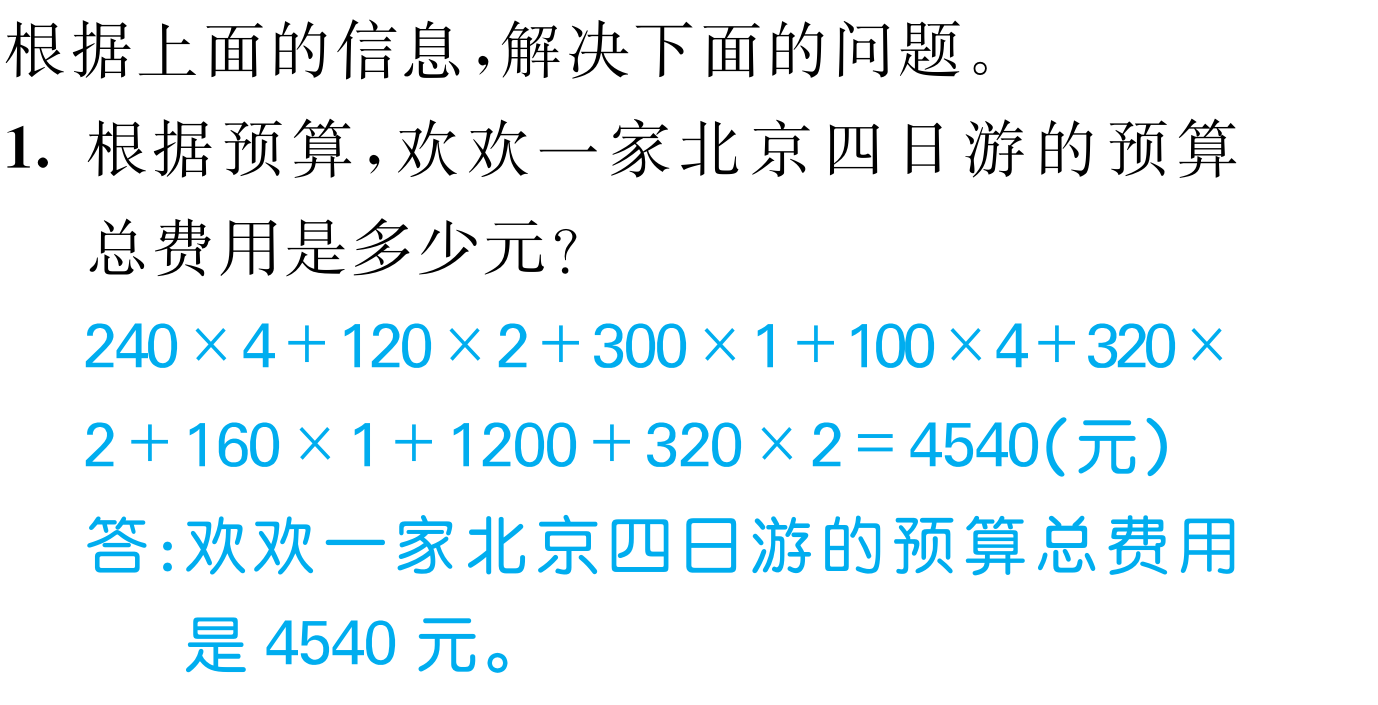 根据上面的信息,解决下面的问题。
1. 根据预算,欢欢一家北京四日游的预算
总费用是多少元?
240×4+120×2+300×1+100×4+320×
2+160×1+1200+320×2=4540(元)
答:欢欢一家北京四日游的预算总费用
是 4540 元。